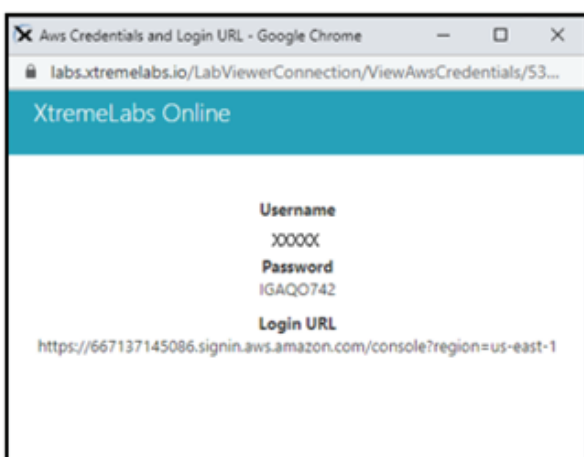 Aws Credentials and Login URL - Google Chrome
labs.xtremelabs.io/LabViewerConnection/ViewAwsCredentials/53...
XtremeLabs Online
Username
XXXXX
Password
IGAQO742
Login URL
https://667137145086.signin.aws.amazon.com/console?region=us-east-1